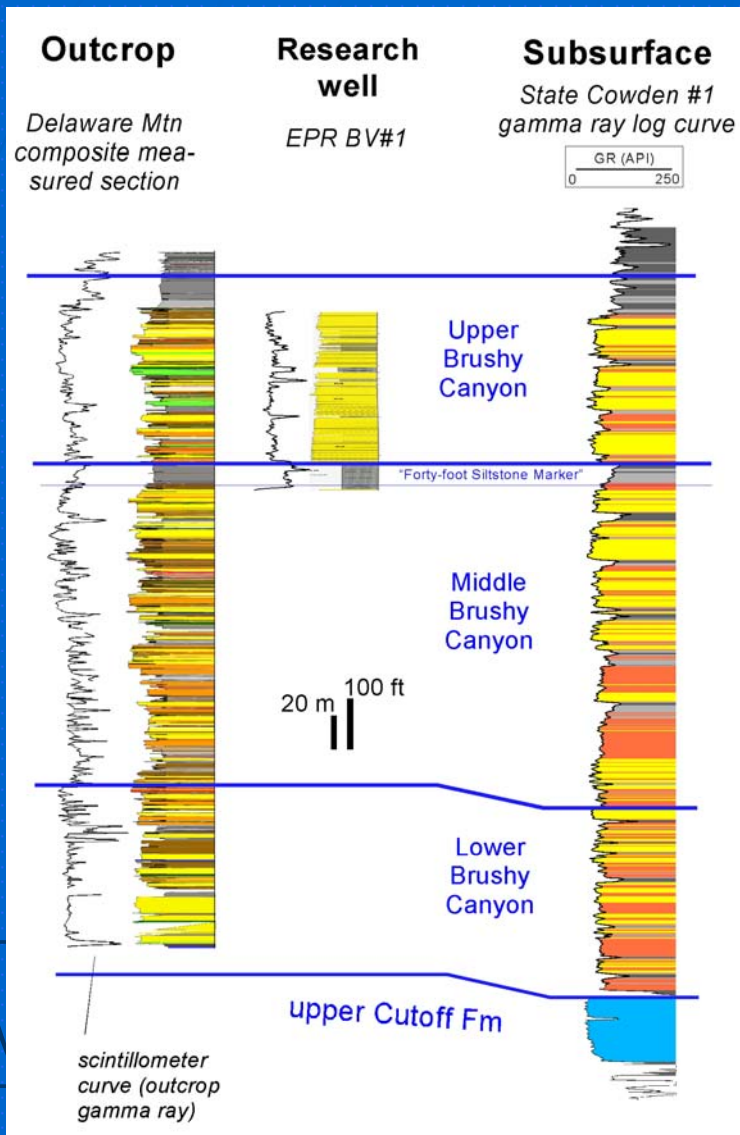 Outcrop
Delaware Mtn
composite mea-
sured section
Research
well
EPR BV#1
Subsurface
State Cowden #1
gamma ray log curve
GR (API)
0 250
Upper
Brushy
Canyon
"Forty-foot Siltstone Marker"
Middle
Brushy
Canyon
20 m
100 ft
Lower
Brushy
Canyon
upper Cutoff Fm
scintillometer
curve (outcrop
gamma ray)